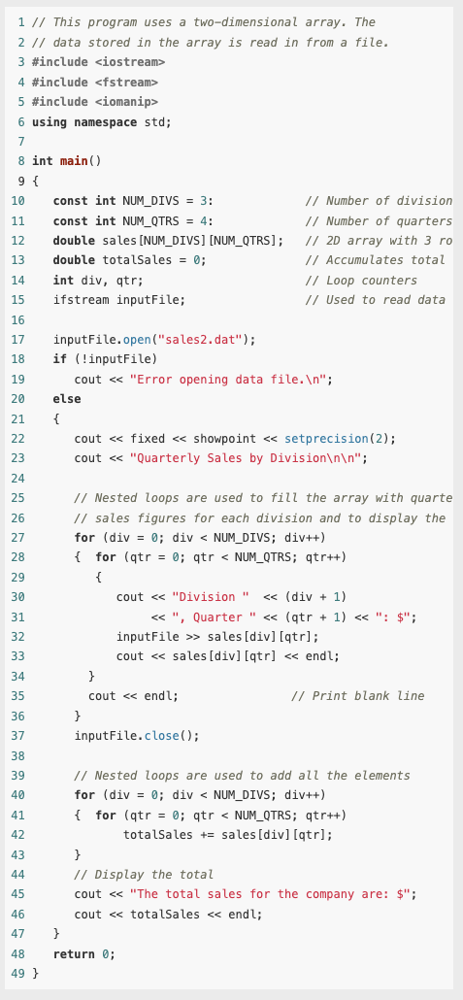 1 // This program uses a two-dimensional array. The
2 // data stored in the array is read in from a file.
3 #include <iostream>
4 #include <fstream>
5 #include <iomanip>
6 using namespace std;
7
8 int main()
9 {
10    const int NUM_DIVS = 3:             // Number of division
11    const int NUM_QTRS = 4:             // Number of quarters
12    double sales[NUM_DIVS][NUM_QTRS];   // 2D array with 3 ro
13    double totalSales = 0;              // Accumulates total
14    int div, qtr;                       // Loop counters
15    ifstream inputFile;                 // Used to read data
16
17    inputFile.open("sales2.dat");
18    if (!inputFile)
19       cout << "Error opening data file.\n";
20    else
21    {
22       cout << fixed << showpoint << setprecision(2);
23       cout << "Quarterly Sales by Division\n\n";
24
25       // Nested loops are used to fill the array with quarte
26       // sales figures for each division and to display the
27       for (div = 0; div < NUM_DIVS; div++)
28       {  for (qtr = 0; qtr < NUM_QTRS; qtr++)
29          {
30             cout << "Division "  << (div + 1)
31                  << ", Quarter " << (qtr + 1) << ": $";
32             inputFile >> sales[div][qtr];
33             cout << sales[div][qtr] << endl;
34         }
35         cout << endl;                // Print blank line
36       }
37       inputFile.close();
38
39       // Nested loops are used to add all the elements
40       for (div = 0; div < NUM_DIVS; div++)
41       {  for (qtr = 0; qtr < NUM_QTRS; qtr++)
42              totalSales += sales[div][qtr];
43       }
44       // Display the total
45       cout << "The total sales for the company are: $";
46       cout << totalSales << endl;
47    }
48    return 0;
49 }